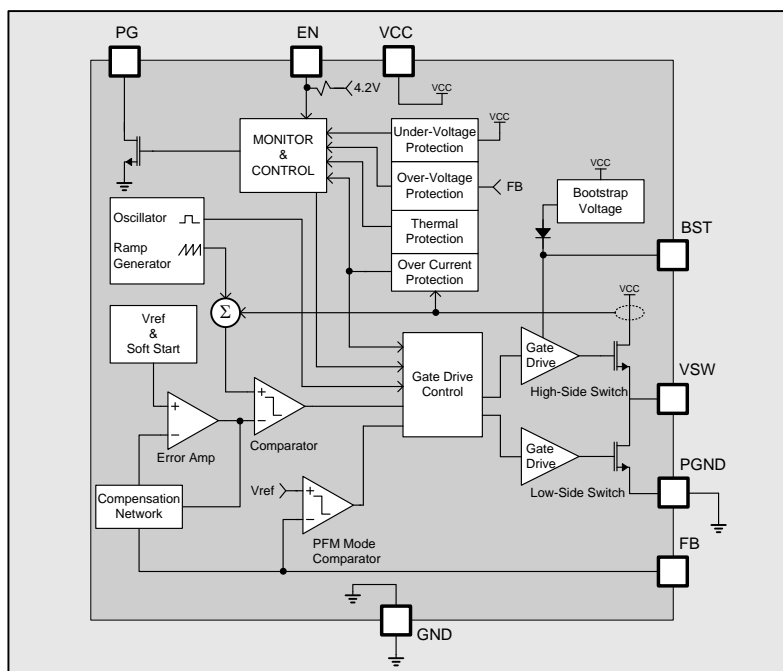 PG
EN
VCC
4.2V
VCC
MONITOR
&
CONTROL
Under-Voltage
Protection
VCC
Over-Voltage
Protection
FB
Thermal
Protection
Over Current
Protection
VCC
Bootstrap
Voltage
BST
Oscillator
Ramp
Generator
Σ
VCC
Vref
&
Soft Start
Gate Drive
Control
Gate
Drive
High-Side Switch
VSW
+
−
Error Amp
+
−
Comparator
Gate
Drive
Low-Side Switch
PGND
Compensation
Network
Vref
+
−
PFM Mode
Comparator
FB
GND